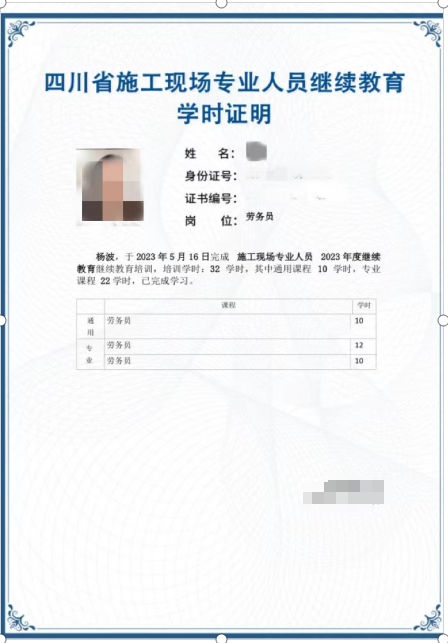 四川省施工现场专业人员继续教育
学时证明
姓 名：
身份证号：
证书编号：
岗 位： 劳务员
杨波，于 2023 年 5 月 16 日完成 施工现场专业人员 2023 年度继续
教育继续教育培训，培训学时：32 学时，其中通用课程 10 学时，专业
课程 22 学时，已完成学习。
课程 学时
通用 劳务员 10
专业 劳务员 12
劳务员 10